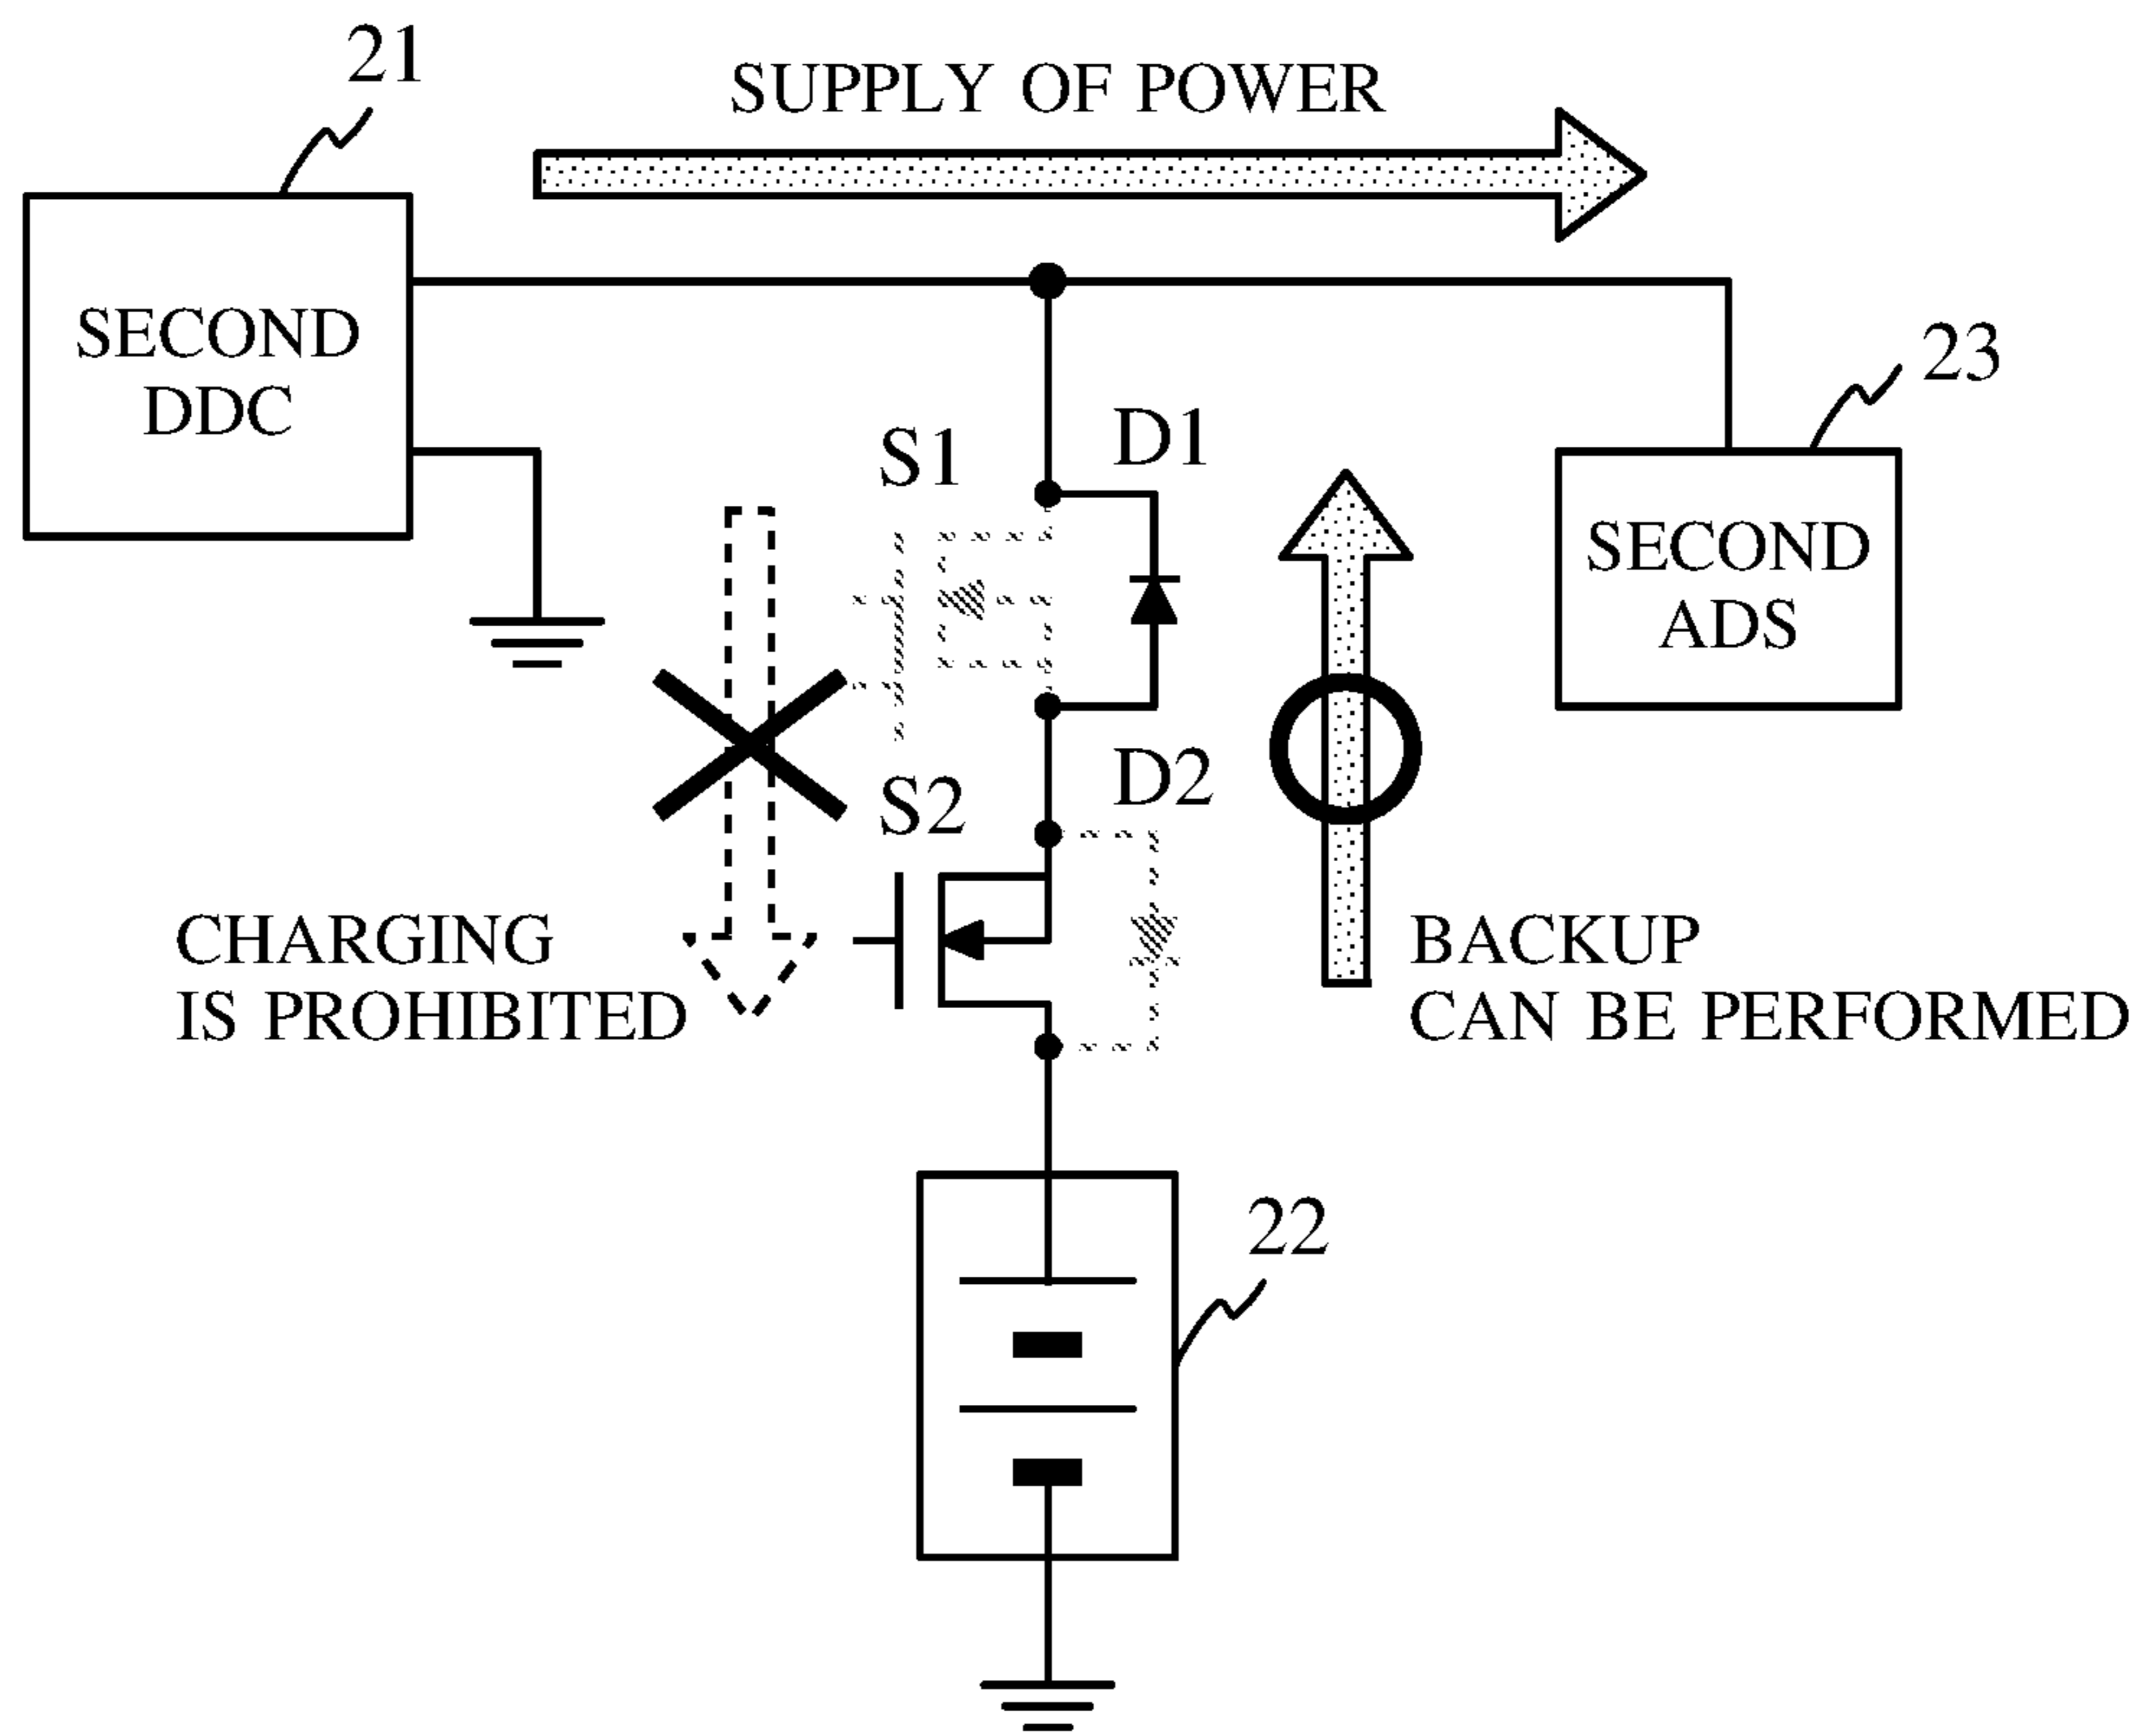 21
SUPPLY OF POWER
SECOND
DDC
23
S1
D1
SECOND
ADS
S2
D2
CHARGING
IS PROHIBITED
BACKUP
CAN BE PERFORMED
22